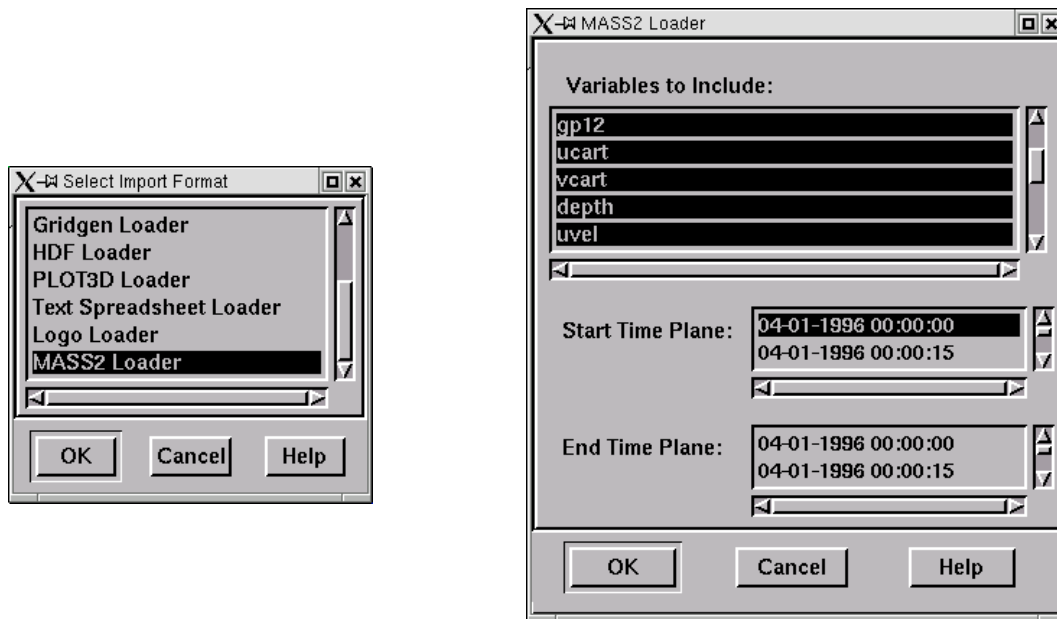 Select Import Format
Gridgen Loader
HDF Loader
PLOT3D Loader
Text Spreadsheet Loader
Logo Loader
MASS2 Loader
OK Cancel Help
MASS2 Loader
Variables to Include:
gp12
ucart
vcart
depth
uvel
Start Time Plane:
04-01-1996 00:00:00
04-01-1996 00:00:15
End Time Plane:
04-01-1996 00:00:00
04-01-1996 00:00:15
OK Cancel Help